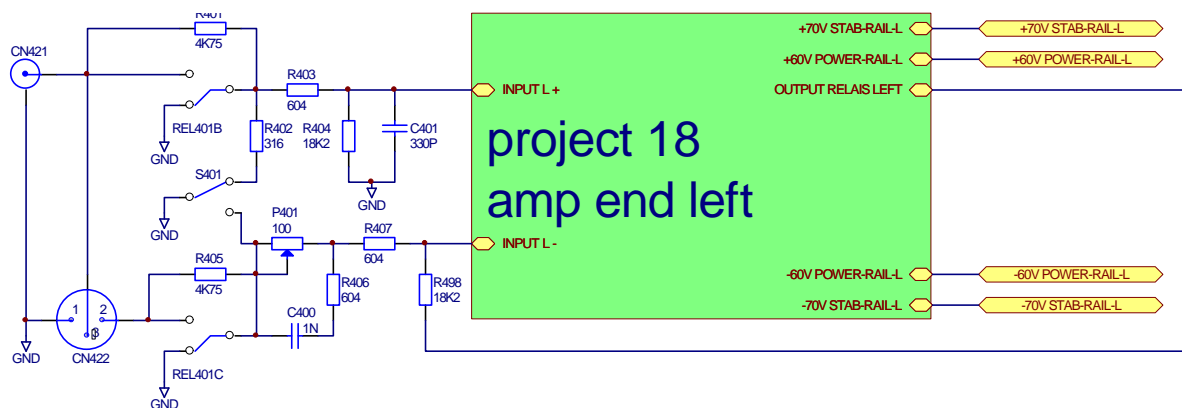 R401
4K75
CN421
REL401B
GND
R403
604
R402
316
R404
18K2
C401
330P
GND
S401
GND
P401
100
R407
604
R405
4K75
R406
604
R498
18K2
C400
1N
1
2
3
GND
CN422
REL401C
GND
INPUT L +
INPUT L -
project 18
amp end left
+70V STAB-RAIL-L
+60V POWER-RAIL-L
OUTPUT RELAIS LEFT
-60V POWER-RAIL-L
-70V STAB-RAIL-L
+70V STAB-RAIL-L
+60V POWER-RAIL-L
-60V POWER-RAIL-L
-70V STAB-RAIL-L